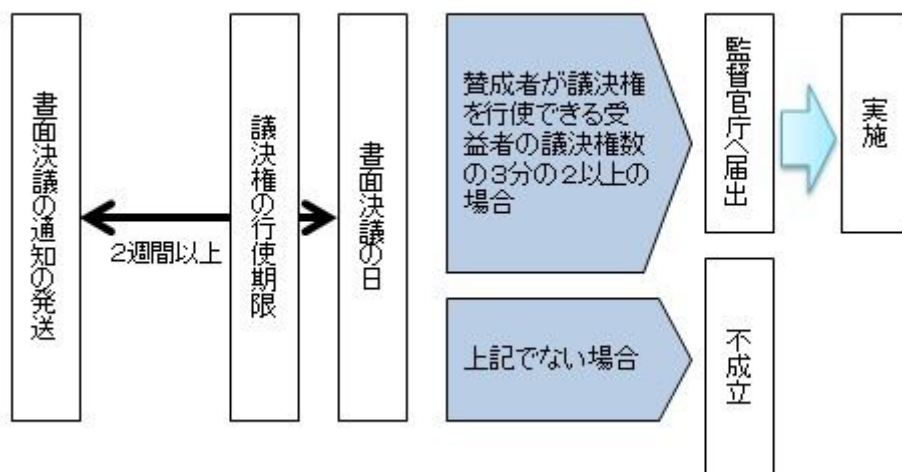 書面決議の通知の発送
2週間以上
議決権の行使期限
書面決議の日
賛成者が議決権
を行使できる受
益者の議決権数
の3分の2以上の
場合
監督官庁へ届出
実施
上記でない場合
不成立